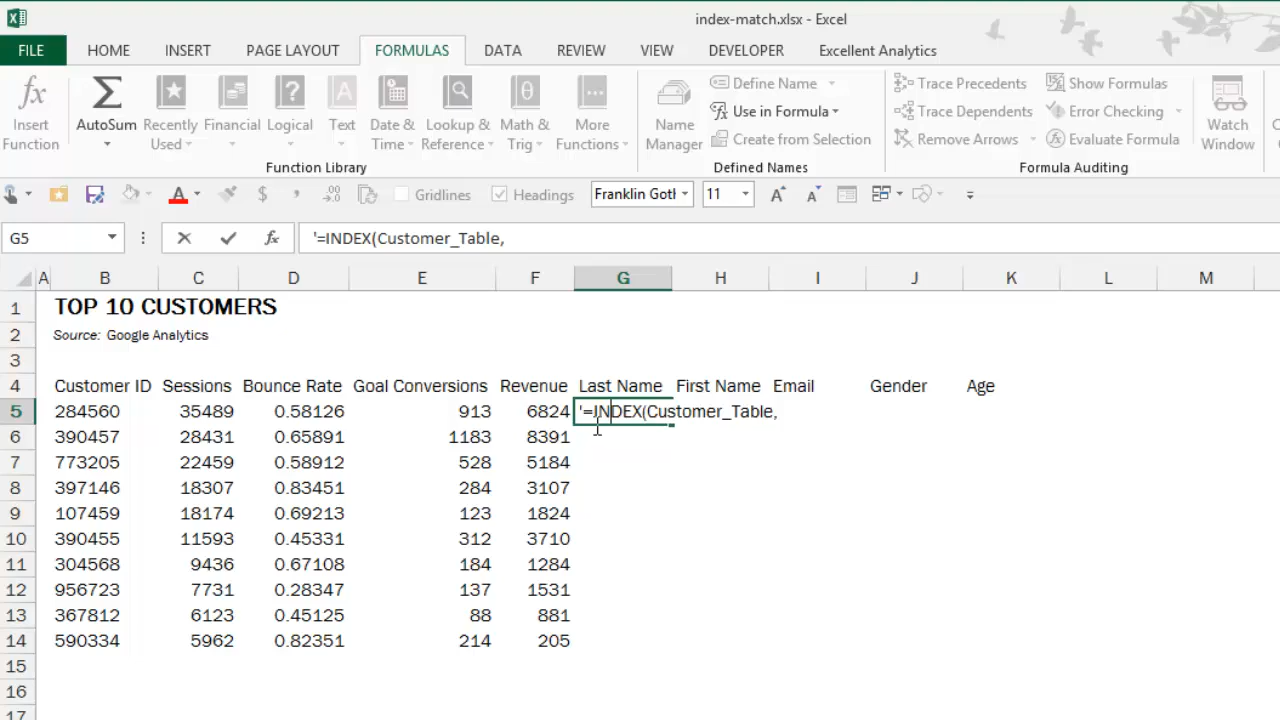 index-match.xlsx - Excel
FILE HOME INSERT PAGE LAYOUT FORMULAS DATA REVIEW VIEW DEVELOPER Excellent Analytics
fx Insert Function
Σ AutoSum
Recently Used
Financial
Logical
Text
Date & Time
Lookup & Reference
Math & Trig
More Functions
Function Library
Name Manager
Define Name
Use in Formula
Create from Selection
Defined Names
Trace Precedents
Trace Dependents
Remove Arrows
Show Formulas
Error Checking
Evaluate Formula
Formula Auditing
Watch Window
Gridlines Headings Franklin Gotl 11
G5 fx '=INDEX(Customer_Table,
A B C D E F G H I J K L M
1 TOP 10 CUSTOMERS
2 Source: Google Analytics
3
4 Customer ID Sessions Bounce Rate Goal Conversions Revenue Last Name First Name Email Gender Age
5 284560 35489 0.58126 913 6824 '=INDEX(Customer_Table,
6 390457 28431 0.65891 1183 8391
7 773205 22459 0.58912 528 5184
8 397146 18307 0.83451 284 3107
9 107459 18174 0.69213 123 1824
10 390455 11593 0.45331 312 3710
11 304568 9436 0.67108 184 1284
12 956723 7731 0.28347 137 1531
13 367812 6123 0.45125 88 881
14 590334 5962 0.82351 214 205
15
16
17